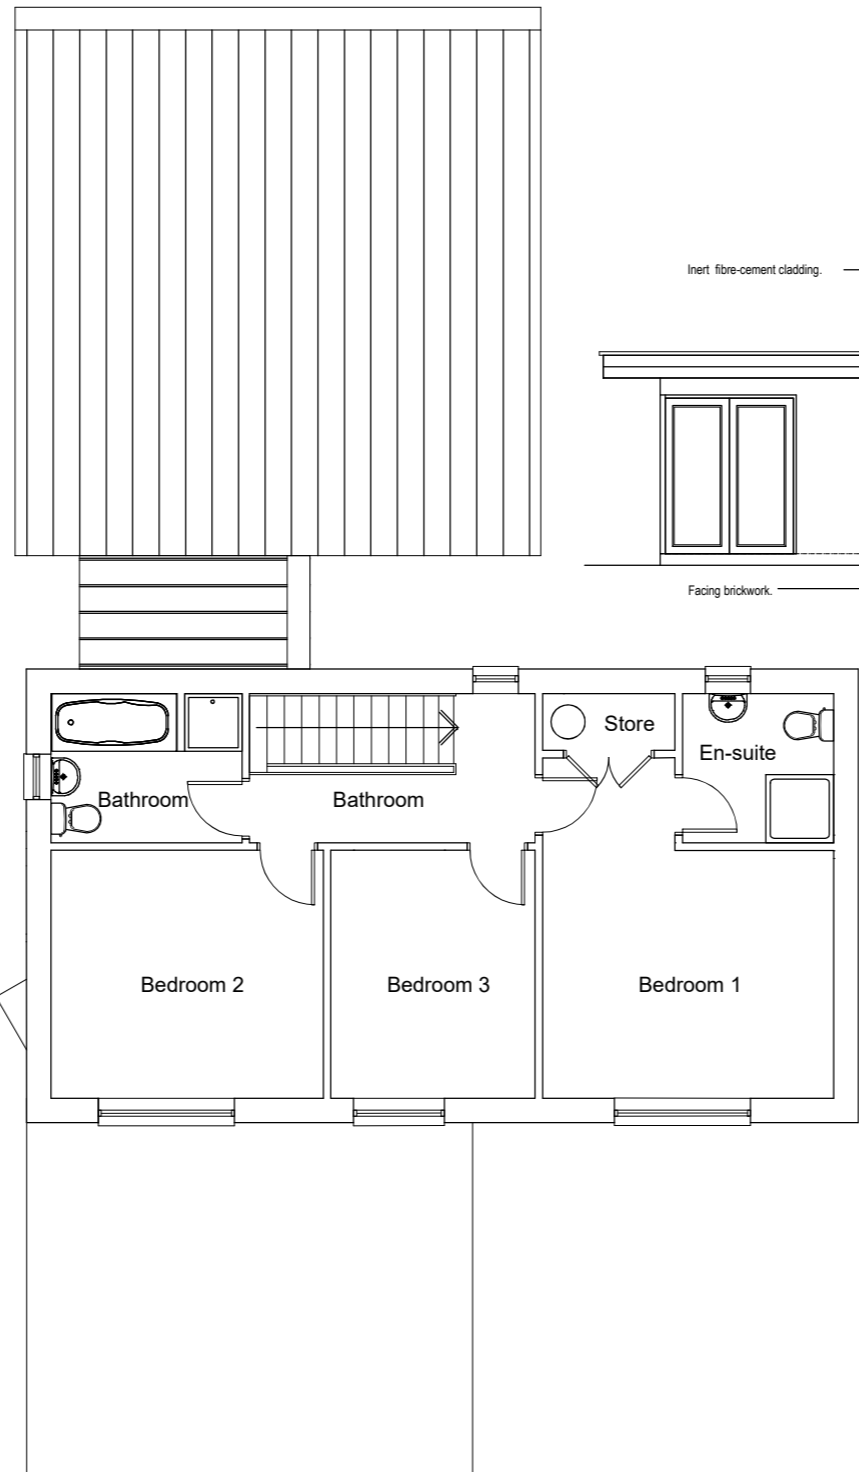 Inert fibre-cement cladding.
Facing brickwork.
Store
En-suite
Bathroom
Bathroom
Bedroom 2
Bedroom 3
Bedroom 1